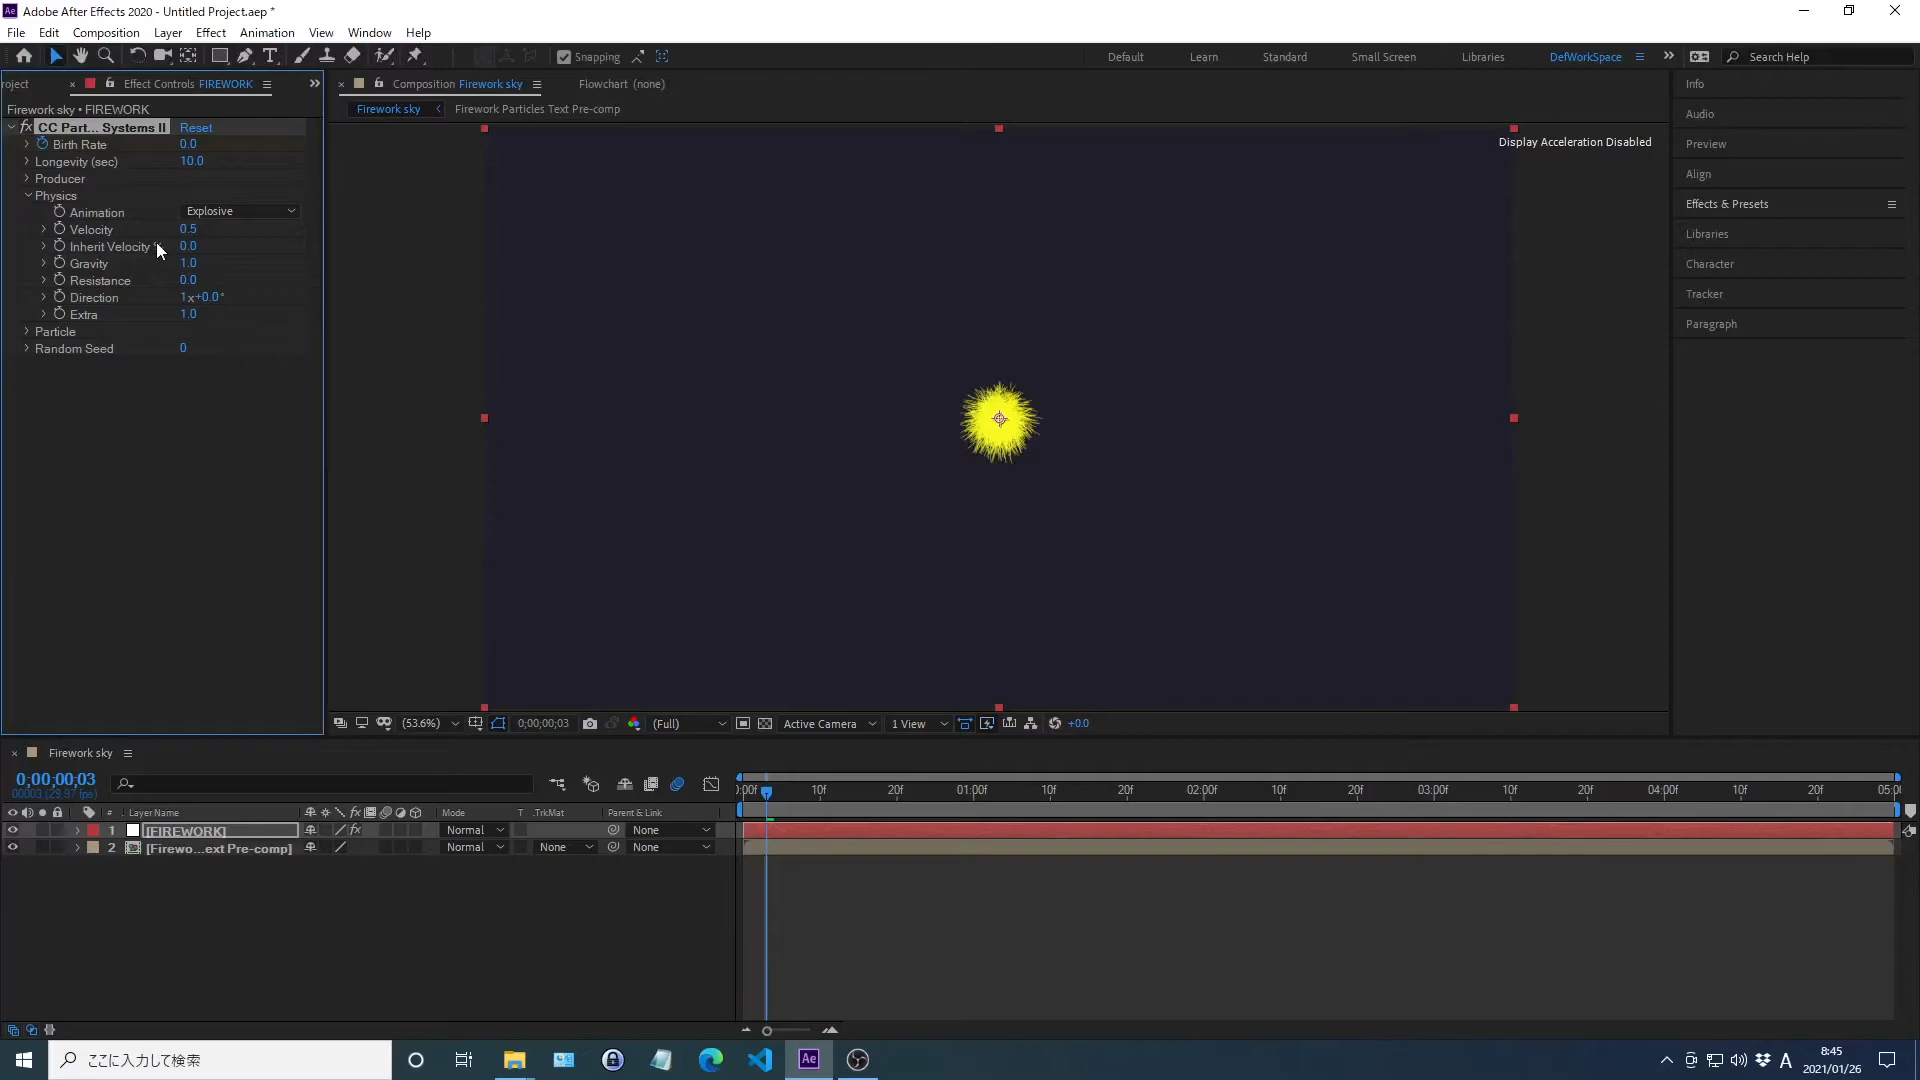 Adobe After Effects 2020 - Untitled Project.aep *
File Edit Composition Layer Effect Animation View Window Help
Snapping Default Learn Standard Small Screen Libraries DefWorkSpace Search Help
roject Effect Controls FIREWORK
Firework sky • FIREWORK
CC Part... Systems II Reset
Birth Rate 0.0
Longevity (sec) 10.0
Producer
Physics
Animation Explosive
Velocity 0.5
Inherit Velocity 0.0
Gravity 1.0
Resistance 0.0
Direction 1x+0.0°
Extra 1.0
Particle
Random Seed 0
Composition Firework sky Flowchart (none)
Firework sky Firework Particles Text Pre-comp
Display Acceleration Disabled
(53.6%) 0;00;00;03 (Full) Active Camera 1 View +0.0
Info
Audio
Preview
Align
Effects & Presets
Libraries
Character
Tracker
Paragraph
Firework sky
0;00;00;03
00003 (29.97 fps)
# Layer Name Mode T .TrkMat Parent & Link
1 [FIREWORK] Normal None
2 [Firewo...ext Pre-comp] Normal None None
):00f 10f 20f 01:00f 10f 20f 02:00f 10f 20f 03:00f 10f 20f 04:00f 10f 20f 05:0(
ここに入力して検索
Ae
A
8:45
2021/01/26